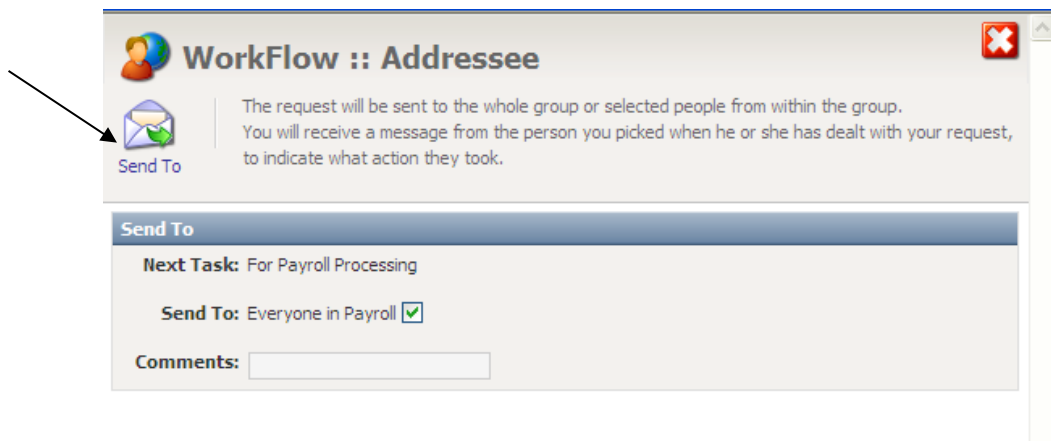 WorkFlow :: Addressee
The request will be sent to the whole group or selected people from within the group.
You will receive a message from the person you picked when he or she has dealt with your request,
to indicate what action they took.
Send To
Send To
Next Task: For Payroll Processing
Send To: Everyone in Payroll
Comments: